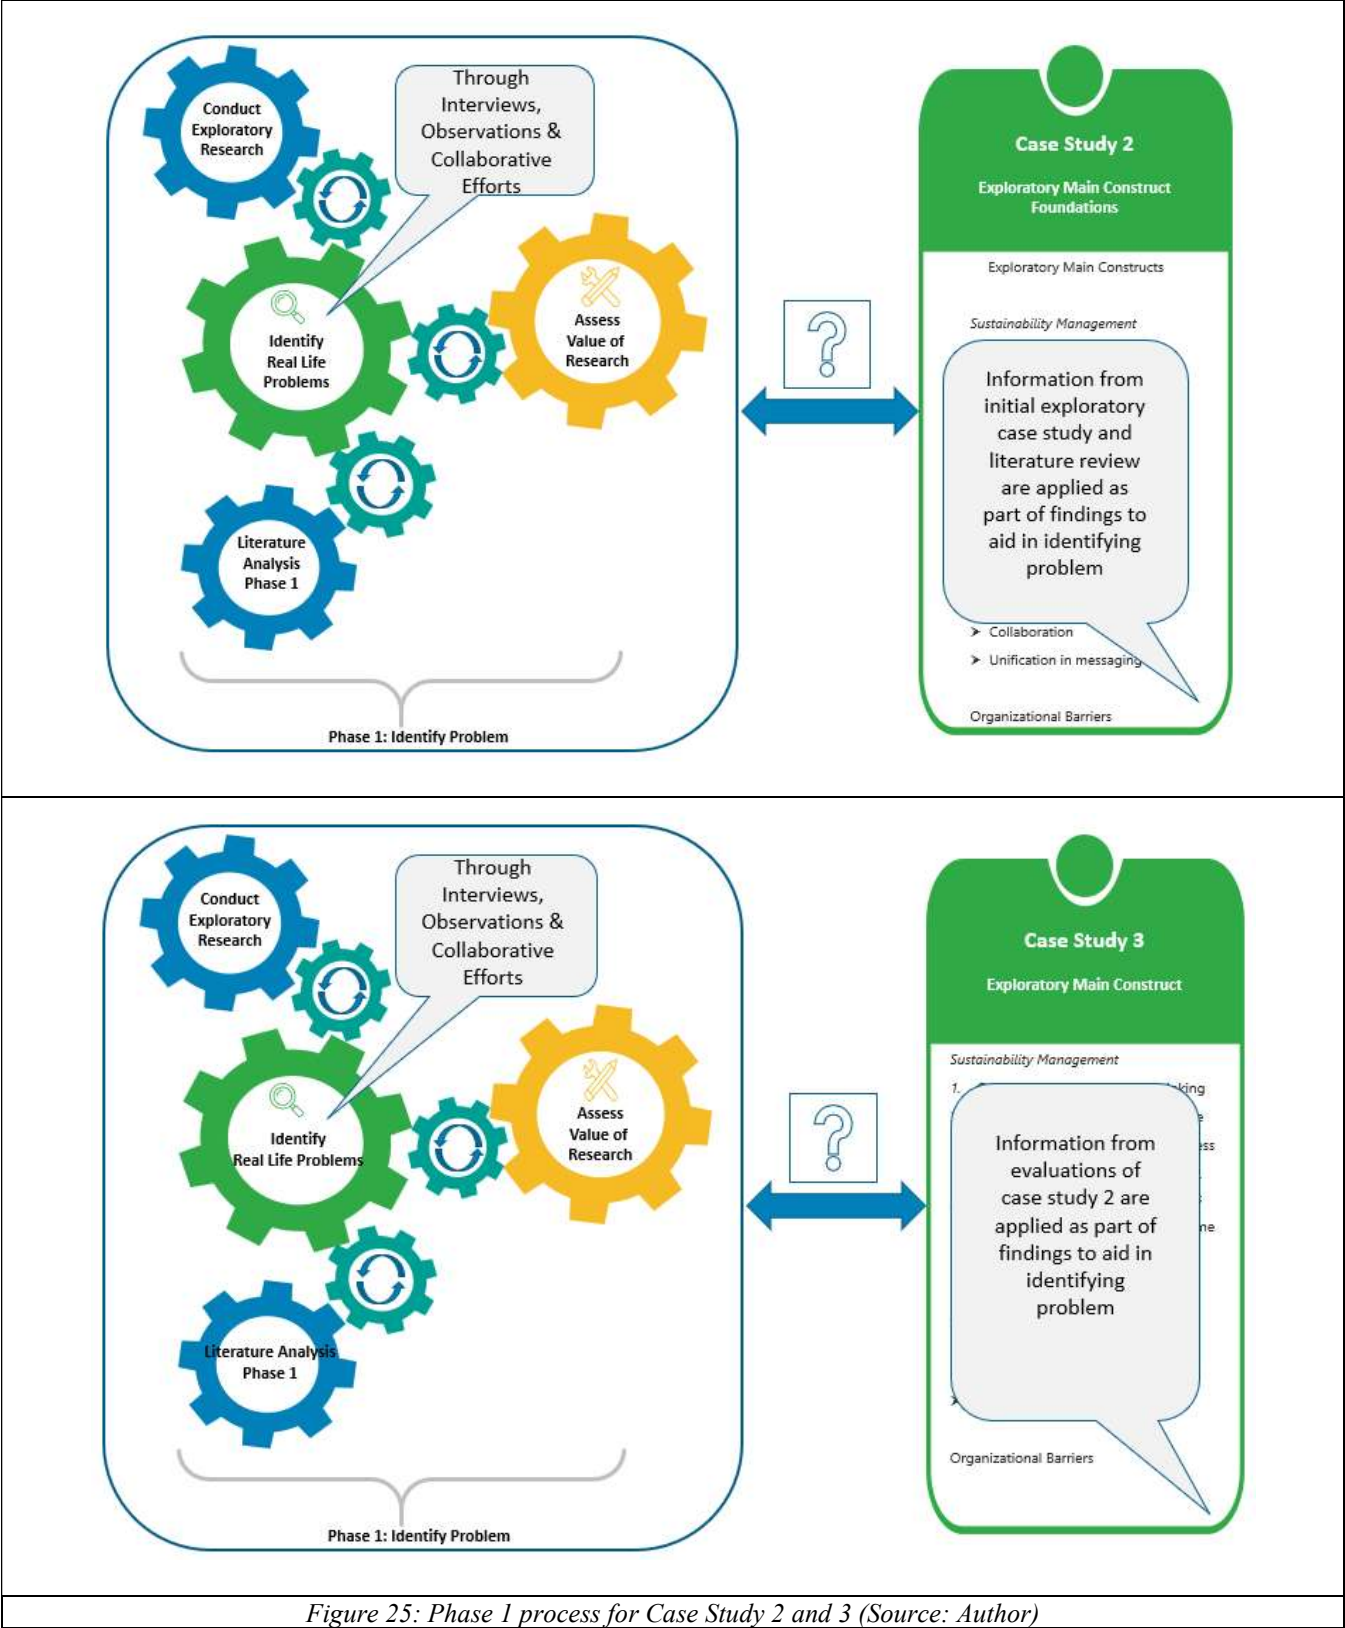 Conduct
Exploratory
Research
Through
Interviews,
Observations &
Collaborative
Efforts
Identify
Real Life
Problems
Assess
Value of
Research
Literature
Analysis
Phase 1
Phase 1: Identify Problem
Case Study 2
Exploratory Main Construct
Foundations
Exploratory Main Constructs
Sustainability Management
Information from
initial exploratory
case study and
literature review
are applied as
part of findings to
aid in identifying
problem
➤ Collaboration
➤ Unification in messaging
Organizational Barriers
Conduct
Exploratory
Research
Through
Interviews,
Observations &
Collaborative
Efforts
Identify
Real Life Problems
Assess
Value of
Research
Literature Analysis
Phase 1
Phase 1: Identify Problem
Case Study 3
Exploratory Main Construct
Sustainability Management
1.
Information from
evaluations of
case study 2 are
applied as part of
findings to aid in
identifying
problem
➤
Organizational Barriers
Figure 25: Phase 1 process for Case Study 2 and 3 (Source: Author)